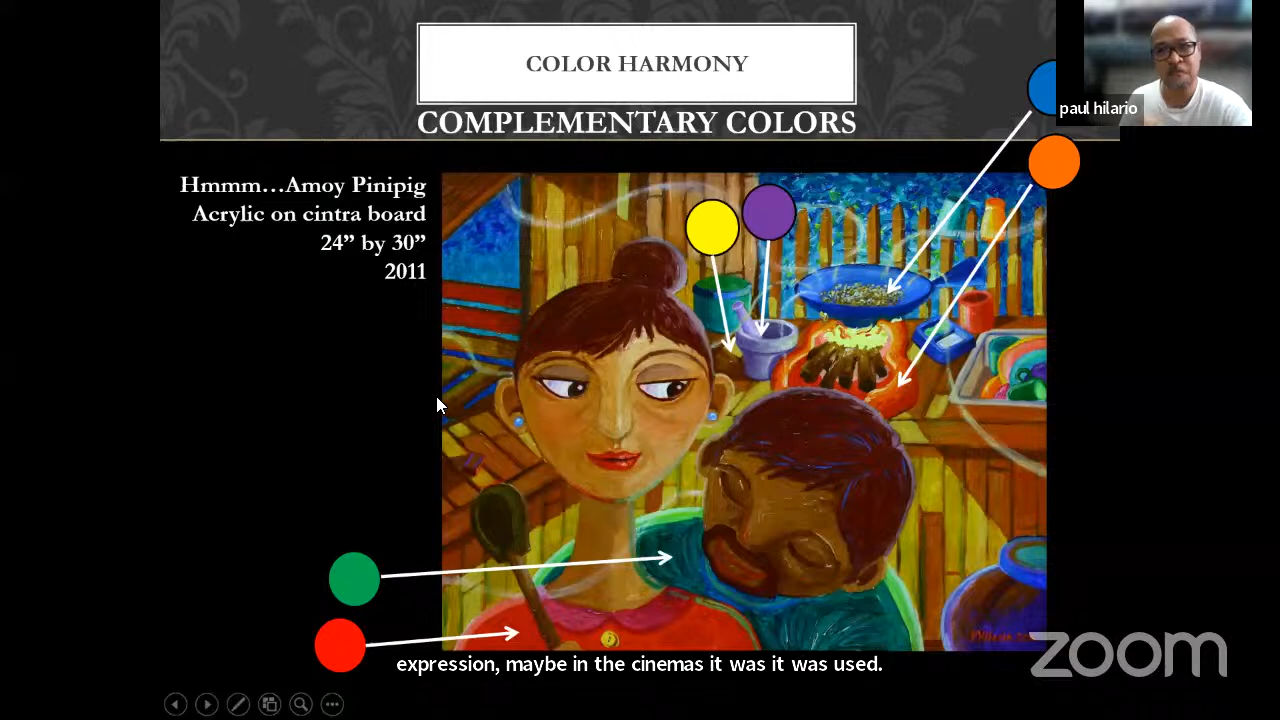 COLOR HARMONY
COMPLEMENTARY COLORS
paul hilario
Hmmm…Amoy Pinipig
Acrylic on cintra board
24” by 30”
2011
expression, maybe in the cinemas it was it was used.
zoom